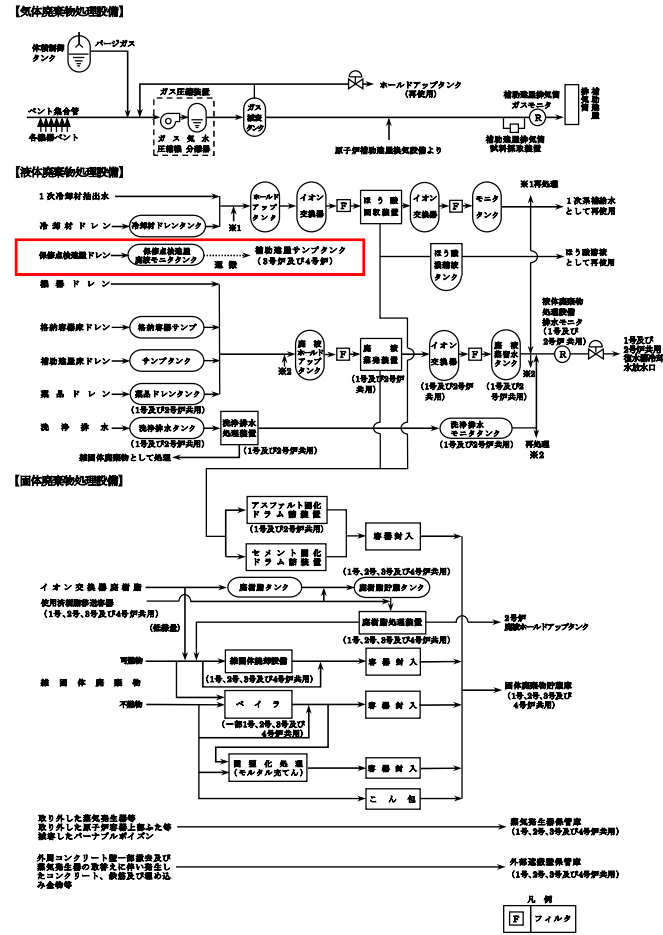 【気体廃棄物処理設備】
体積制御
タンク
パージガス
ガス圧縮装置
ホールドアップタンク
(再使用)
ベント集合管
各機器ベント
ガス
圧縮機
気水
分離器
ガス
減衰
タンク
補助建屋排気筒
ガスモニタ
R
補助建屋
排気筒
原子炉補助建屋換気設備より
補助建屋排気筒
試料採取装置
【液体廃棄物処理設備】
1次冷却材抽出水
冷却材ドレン
冷却材ドレンタンク
※1
ホールド
アップ
タンク
イオン
交換器
F
ほう酸
回収装置
イオン
交換器
F
モニタ
タンク
※1再処理
1次系補給水
として再使用
保修点検建屋ドレン
保修点検建屋
廃液モニタタンク
運搬
補助建屋サンプタンク
(3号炉及び4号炉)
ほう酸
濃縮液
タンク
ほう酸溶液
として再使用
機器ドレン
格納容器床ドレン
格納容器サンプ
補助建屋床ドレン
サンプタンク
薬品ドレン
薬品ドレンタンク
(1号及び2号炉共用)
洗浄排水
洗浄排水タンク
(1号及び2号炉共用)
洗浄排水
処理装置
(1号及び2号炉共用)
雑固体廃棄物として処理
※2
廃液
ホールド
アップ
タンク
F
廃液
蒸発装置
(1号及び2号炉
共用)
イオン
交換器
(1号及び2号炉
共用)
F
廃液
蒸留水
タンク
(1号及び2
号炉共用)
※2
液体廃棄物
処理設備
排水モニタ
(1号及び
2号炉共用)
R
1号及び
2号炉共用
復水器冷却
水放水口
洗浄排水
モニタタンク
(1号及び2号炉共用)
再処理
※2
【固体廃棄物処理設備】
アスファルト固化
ドラム詰装置
(1号及び2号炉共用)
セメント固化
ドラム詰装置
容器封入
(1号、2号、3号及び4号炉共用)
イオン交換器廃樹脂
廃樹脂タンク
廃樹脂貯蔵タンク
使用済樹脂移送容器
(1号、2号、3号及び4号炉共用)
(低線量)
廃樹脂処理装置
(1号、2号、3号及び4号炉共用)
2号炉
廃液ホールドアップタンク
可燃物
雑固体焼却設備
(1号、2号、3号及び4号炉共用)
容器封入
雑固体廃棄物
固体廃棄物貯蔵庫
(1号、2号、3号及び
4号炉共用)
不燃物
ベイラ
(一部1号、2号、3号及び
4号炉共用)
容器封入
固型化処理
(モルタル充てん)
容器封入
こん包
取り外した蒸気発生器等
取り外した原子炉容器上部ふた等
減容したバーナブルポイズン
蒸気発生器保管庫
(1号、2号、3号及び4号炉共用)
外周コンクリート壁一部撤去及び
蒸気発生器の取替えに伴い発生し
たコンクリート、鉄筋及び埋め込
み金物等
外部遮蔽壁保管庫
(1号、2号、3号及び4号炉共用)
凡例
F
フィルタ